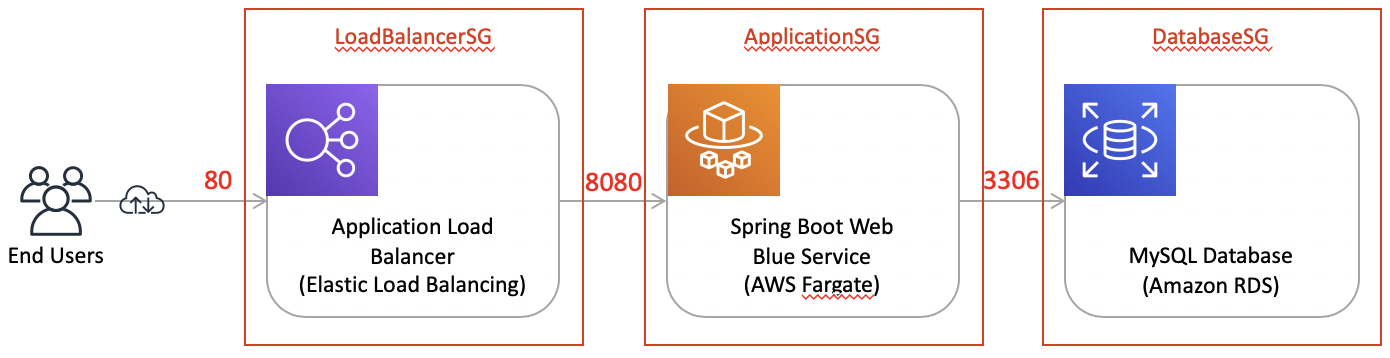 LoadBalancerSG
ApplicationSG
DatabaseSG
80
8080
3306
End Users
Application Load
Balancer
(Elastic Load Balancing)
Spring Boot Web
Blue Service
(AWS Fargate)
MySQL Database
(Amazon RDS)